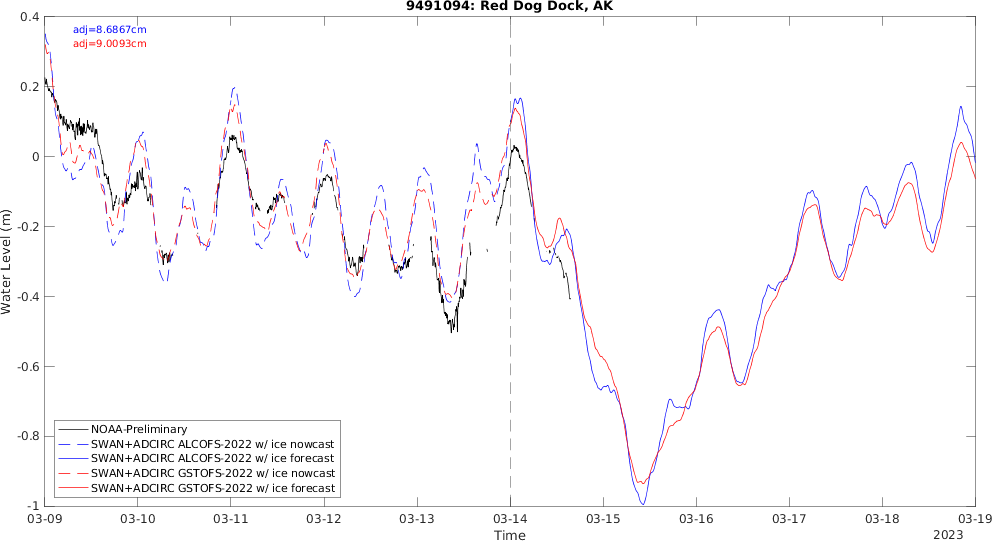 9491094: Red Dog Dock, AK
adj=8.6867cm
adj=9.0093cm
0.4
0.2
0
-0.2
-0.4
-0.6
-0.8
-1
Water Level (m)
NOAA-Preliminary
SWAN+ADCIRC ALCOFS-2022 w/ ice nowcast
SWAN+ADCIRC ALCOFS-2022 w/ ice forecast
SWAN+ADCIRC GSTOFS-2022 w/ ice nowcast
SWAN+ADCIRC GSTOFS-2022 w/ ice forecast
03-09 03-10 03-11 03-12 03-13 03-14 03-15 03-16 03-17 03-18 03-19
Time
2023